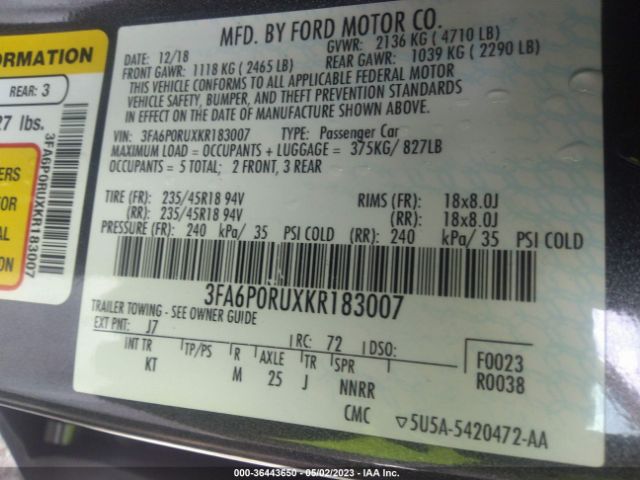 ORMATION
REAR: 3
27 lbs.
ERS
OR
AL
ION
3FA6P0RUXKR183007
MFD. BY FORD MOTOR CO.
DATE: 12/18
GVWR: 2136 KG ( 4710 LB)
FRONT GAWR: 1118 KG ( 2465 LB)
REAR GAWR: 1039 KG ( 2290 LB)
THIS VEHICLE CONFORMS TO ALL APPLICABLE FEDERAL MOTOR
VEHICLE SAFETY, BUMPER, AND THEFT PREVENTION STANDARDS
IN EFFECT ON THE DATE OF MANUFACTURE SHOWN ABOVE.
VIN: 3FA6P0RUXKR183007 TYPE: Passenger Car
MAXIMUM LOAD = OCCUPANTS + LUGGAGE = 375KG/ 827LB
OCCUPANTS = 5 TOTAL: 2 FRONT, 3 REAR
TIRE (FR): 235/45R18 94V RIMS (FR): 18x8.0J
(RR): 235/45R18 94V (RR): 18x8.0J
PRESSURE (FR): 240 kPa/ 35 PSI COLD (RR): 240 kPa/ 35 PSI COLD
3FA6P0RUXKR183007
TRAILER TOWING - SEE OWNER GUIDE
EXT PNT: J7 RC: 72 DSO:
INT TR TP/PS R AXLE TR SPR
KT M 25 J NNRR
F0023
R0038
CMC ▽5U5A-5420472-AA
000-36443650 - 05/02/2023 - IAA Inc.